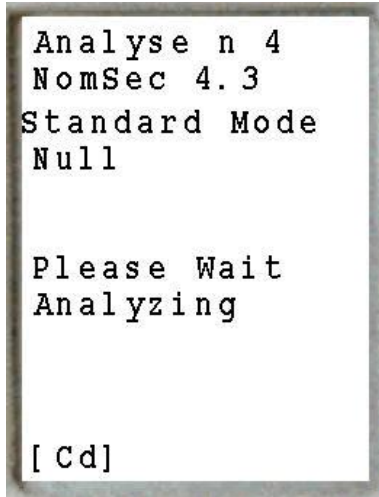 Analyse n 4
NomSec 4.3
Standard Mode
Null
Please Wait
Analyzing
[Cd]